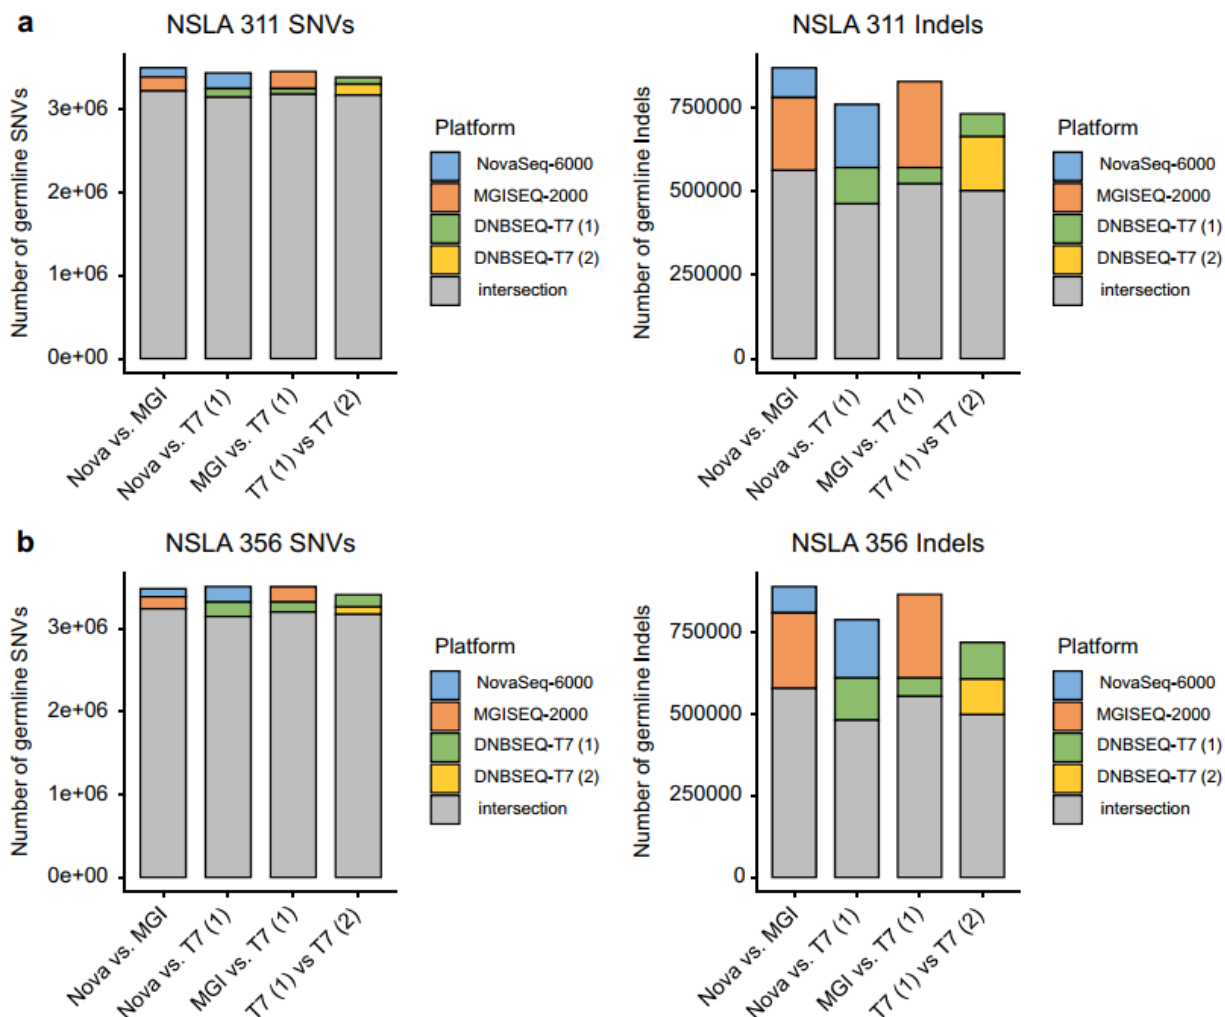 a
NSLA 311 SNVs
Number of germline SNVs
3e+06
2e+06
1e+06
0e+00
Nova vs. MGI
Nova vs. T7 (1)
MGI vs. T7 (1)
T7 (1) vs T7 (2)
Platform
NovaSeq-6000
MGISEQ-2000
DNBSEQ-T7 (1)
DNBSEQ-T7 (2)
intersection
NSLA 311 Indels
Number of germline Indels
750000
500000
250000
0
Nova vs. MGI
Nova vs. T7 (1)
MGI vs. T7 (1)
T7 (1) vs T7 (2)
Platform
NovaSeq-6000
MGISEQ-2000
DNBSEQ-T7 (1)
DNBSEQ-T7 (2)
intersection
b
NSLA 356 SNVs
Number of germline SNVs
3e+06
2e+06
1e+06
0e+00
Nova vs. MGI
Nova vs. T7 (1)
MGI vs. T7 (1)
T7 (1) vs T7 (2)
Platform
NovaSeq-6000
MGISEQ-2000
DNBSEQ-T7 (1)
DNBSEQ-T7 (2)
intersection
NSLA 356 Indels
Number of germline Indels
750000
500000
250000
0
Nova vs. MGI
Nova vs. T7 (1)
MGI vs. T7 (1)
T7 (1) vs T7 (2)
Platform
NovaSeq-6000
MGISEQ-2000
DNBSEQ-T7 (1)
DNBSEQ-T7 (2)
intersection